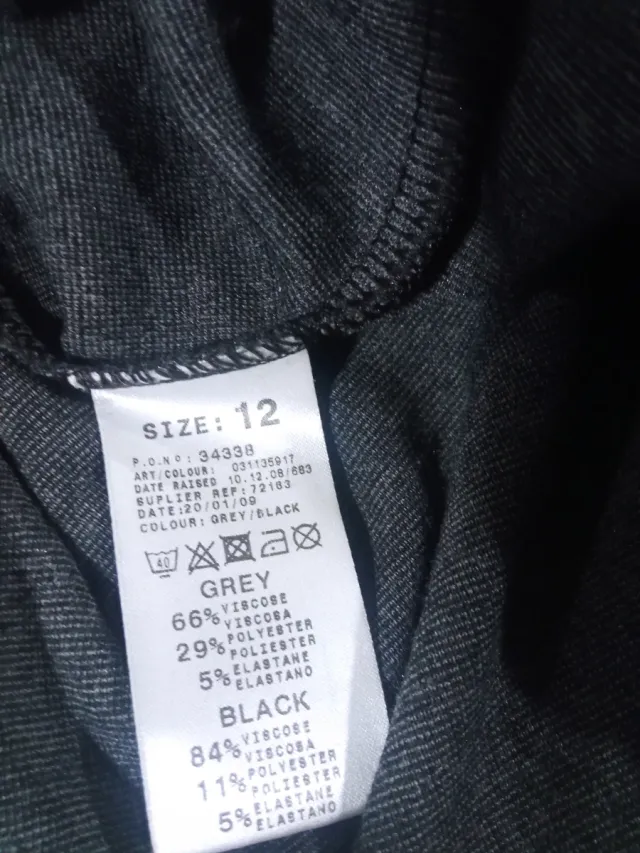 SIZE: 12
P.O.Nº: 34338
ART/COLOUR: 031135917
DATE RAISED 10.12.08/683
SUPLIER REF:72163
DATE:20/01/09
COLOUR: GREY/BLACK
40
GREY
66% VISCOSE
VISCOSA
29% POLYESTER
POLIESTER
5% ELASTANE
ELASTANO
BLACK
84% VISCOSE
VISCOSA
11% POLYESTER
POLIESTER
5% ELASTANE
ELASTANO